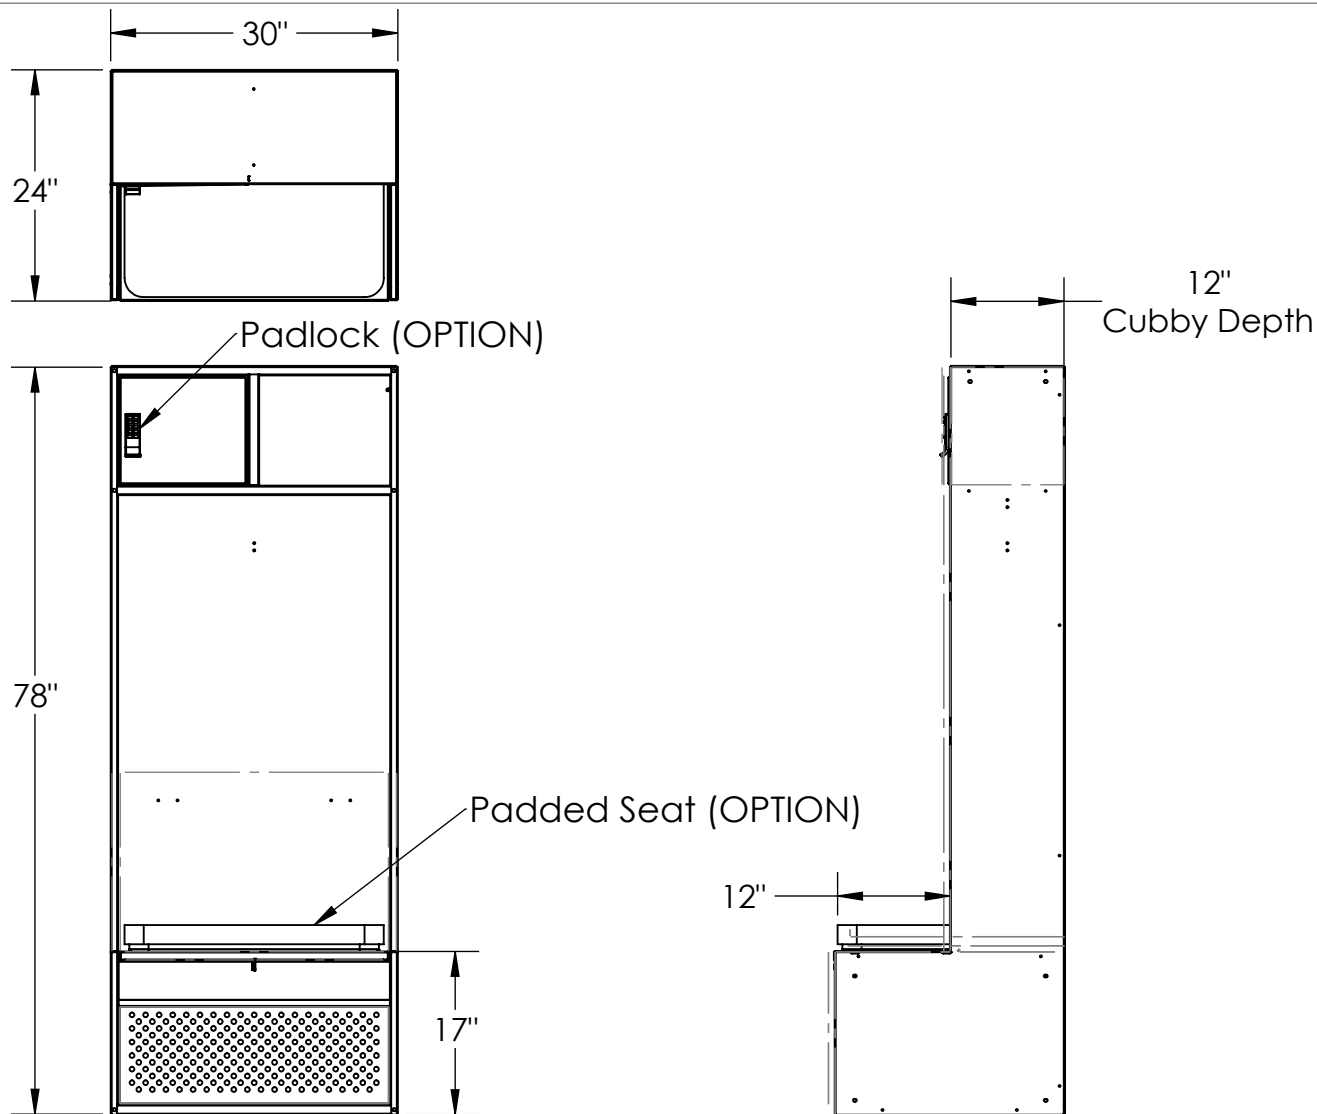 30"
24"
12"
Cubby Depth
Padlock (OPTION)
78"
Padded Seat (OPTION)
12"
17"